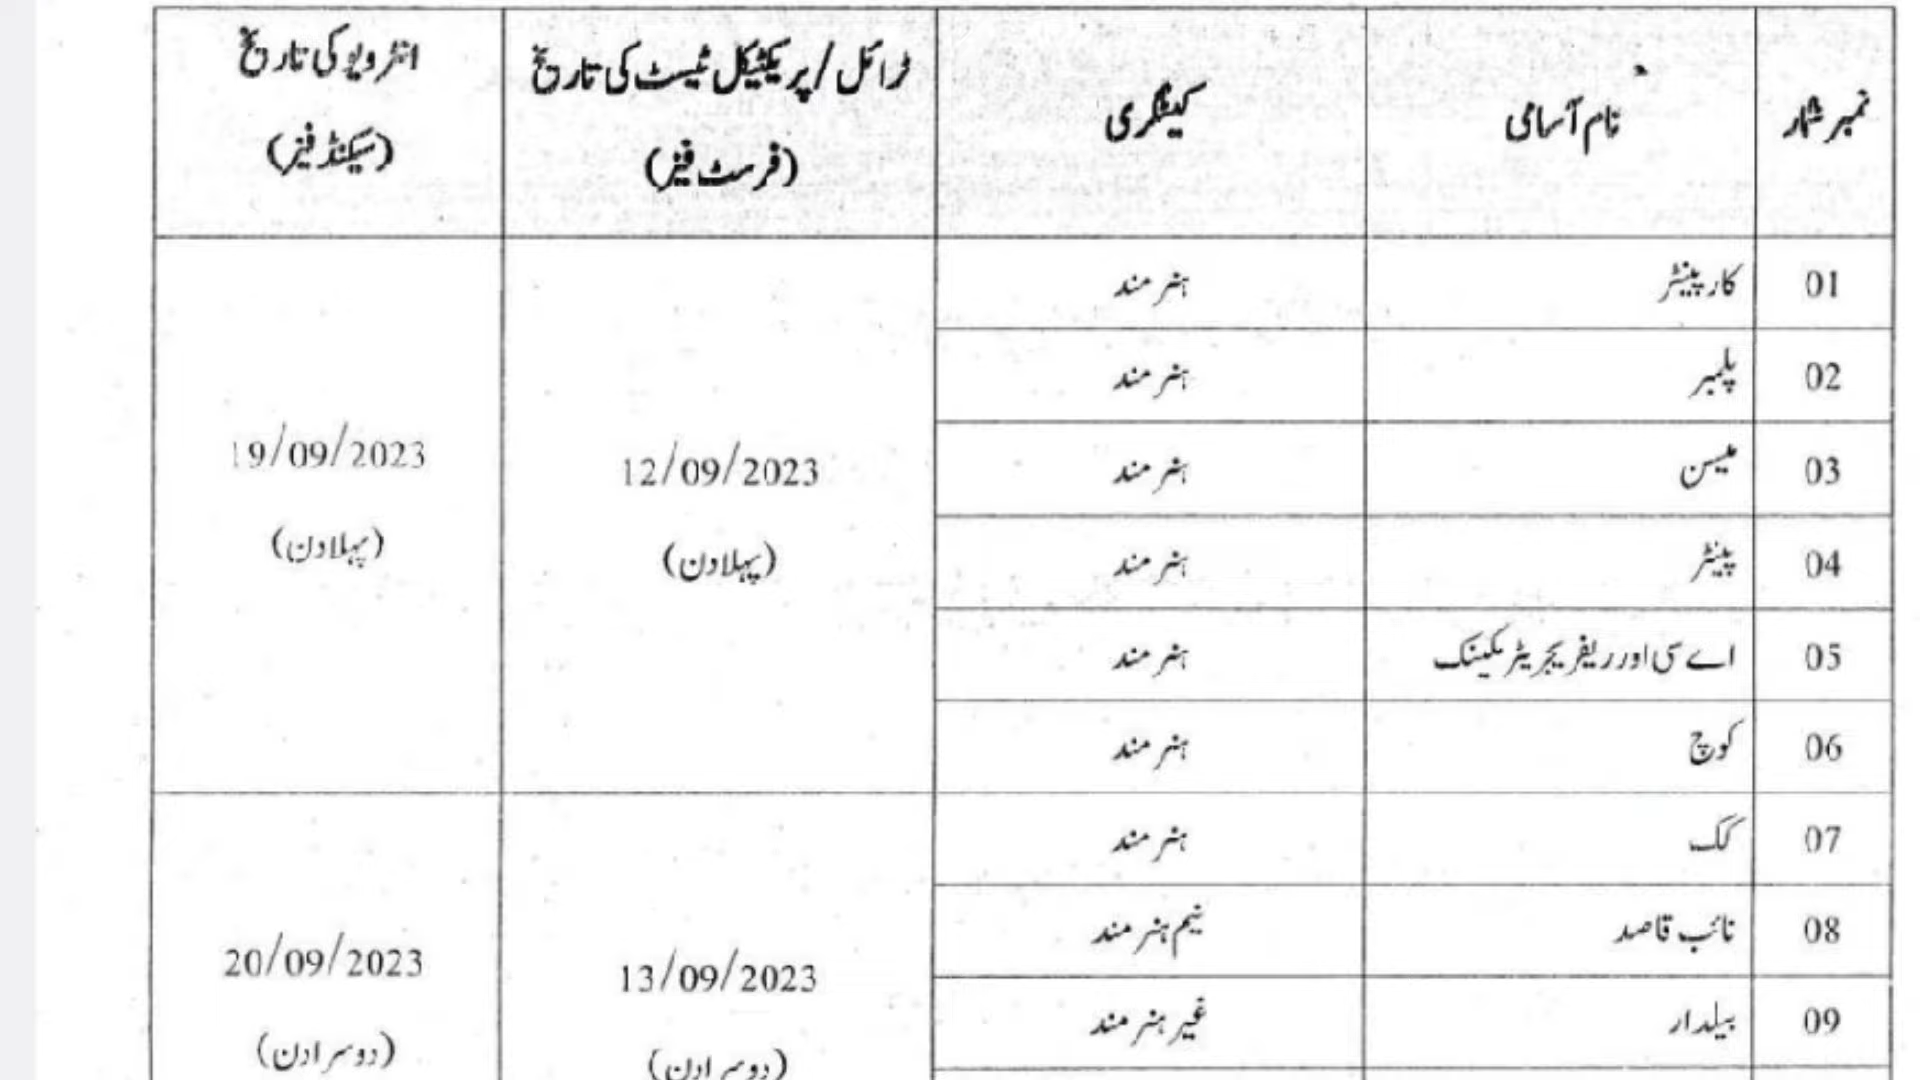 نمبر شمار
نام آسامی
کیٹگری
ٹرائل/پریکٹیکل ٹیسٹ کی تاریخ
(فرسٹ فیز)
انٹرویو کی تاریخ
(سیکنڈ فیز)
01 کارپینٹر ہنر مند
02 پلمبر ہنر مند
03 میسن ہنر مند
04 پینٹر ہنر مند
05 اے سی اور ریفریجریٹر مکینک ہنر مند
06 کوچ ہنر مند
12/09/2023
(پہلا دن)
19/09/2023
(پہلا دن)
07 کک ہنر مند
08 نائب قاصد نیم ہنر مند
09 بیلدار غیر ہنر مند
13/09/2023
(دوسرا دن)
20/09/2023
(دوسرا دن)